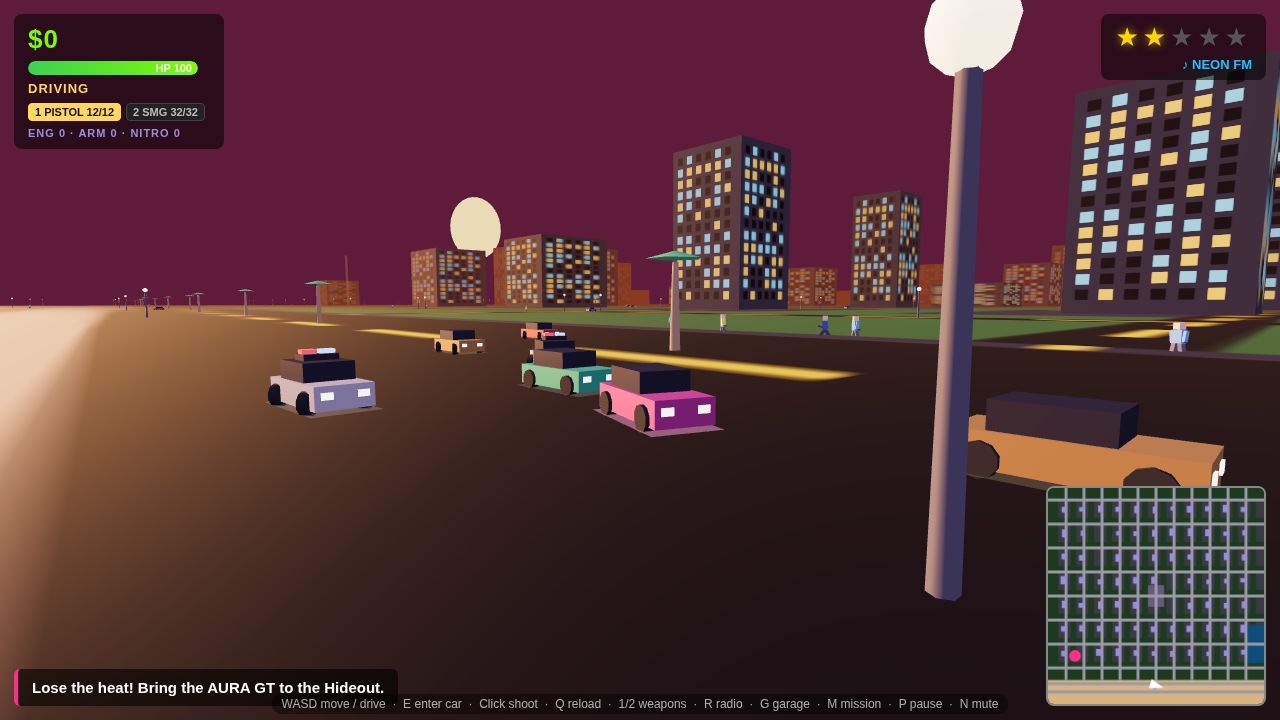 $0
HP 100
DRIVING
1 PISTOL 12/12 2 SMG 32/32
ENG 0 · ARM 0 · NITRO 0
★★★★★
♪ NEON FM
Lose the heat! Bring the AURA GT to the Hideout.
WASD move / drive · E enter car · Click shoot · Q reload · 1/2 weapons · R radio · G garage · M mission · P pause · N mute